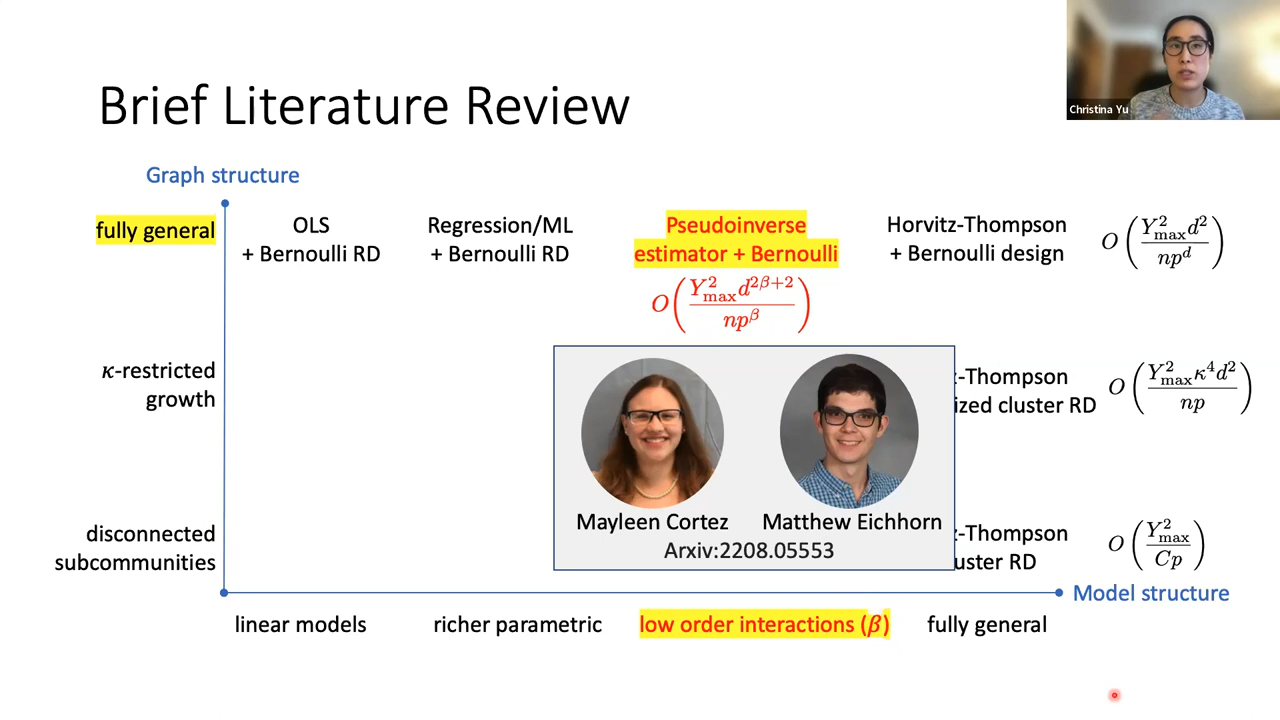 Christina Yu
Brief Literature Review
Graph structure
fully general
OLS
+ Bernoulli RD
Regression/ML
+ Bernoulli RD
Pseudoinverse
estimator + Bernoulli
O(Y²max d^{2β+2} / np^β)
Horvitz-Thompson
+ Bernoulli design
O(Y²max d² / np^d)
κ-restricted
growth
z-Thompson
ized cluster RD
O(Y²max κ⁴d² / np)
Mayleen Cortez
Matthew Eichhorn
Arxiv:2208.05553
disconnected
subcommunities
z-Thompson
uster RD
O(Y²max / Cp)
Model structure
linear models
richer parametric
low order interactions (β)
fully general